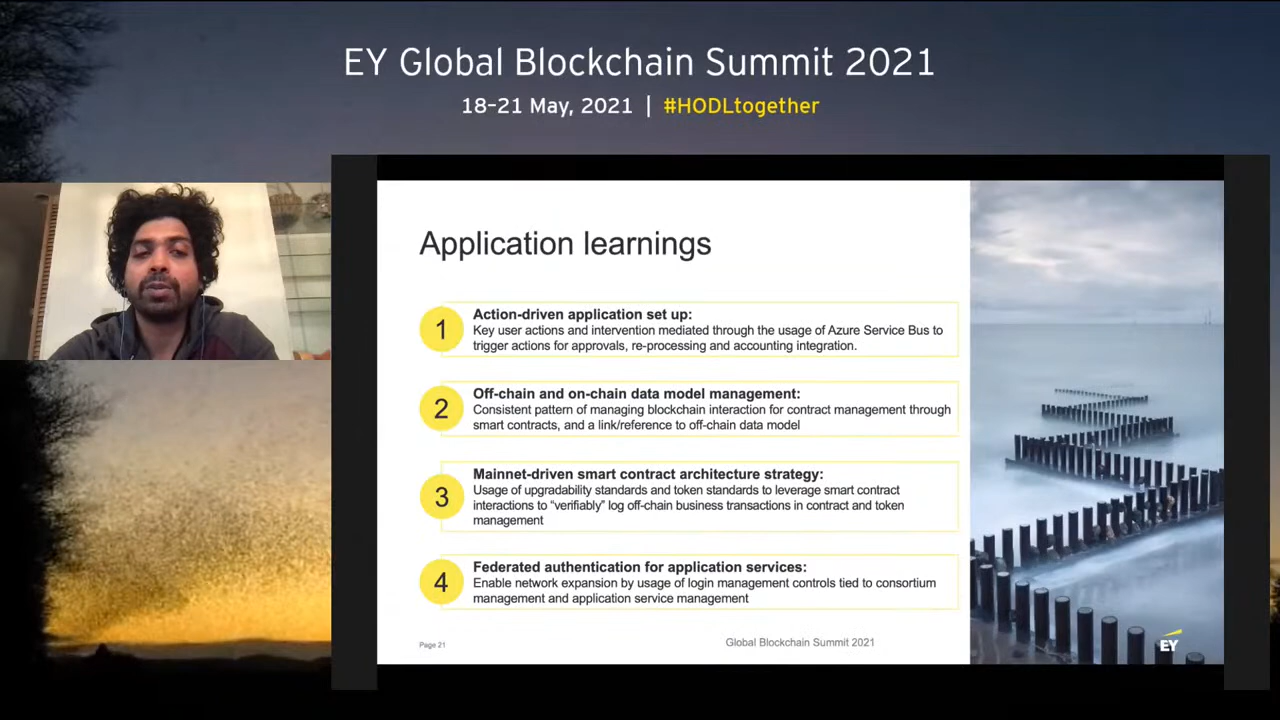 EY Global Blockchain Summit 2021
18–21 May, 2021 | #HODLtogether
Application learnings
1
Action-driven application set up:
Key user actions and intervention mediated through the usage of Azure Service Bus to
trigger actions for approvals, re-processing and accounting integration.
2
Off-chain and on-chain data model management:
Consistent pattern of managing blockchain interaction for contract management through
smart contracts, and a link/reference to off-chain data model
3
Mainnet-driven smart contract architecture strategy:
Usage of upgradability standards and token standards to leverage smart contract
interactions to “verifiably” log off-chain business transactions in contract and token
management
4
Federated authentication for application services:
Enable network expansion by usage of login management controls tied to consortium
management and application service management
Page 21
Global Blockchain Summit 2021
EY